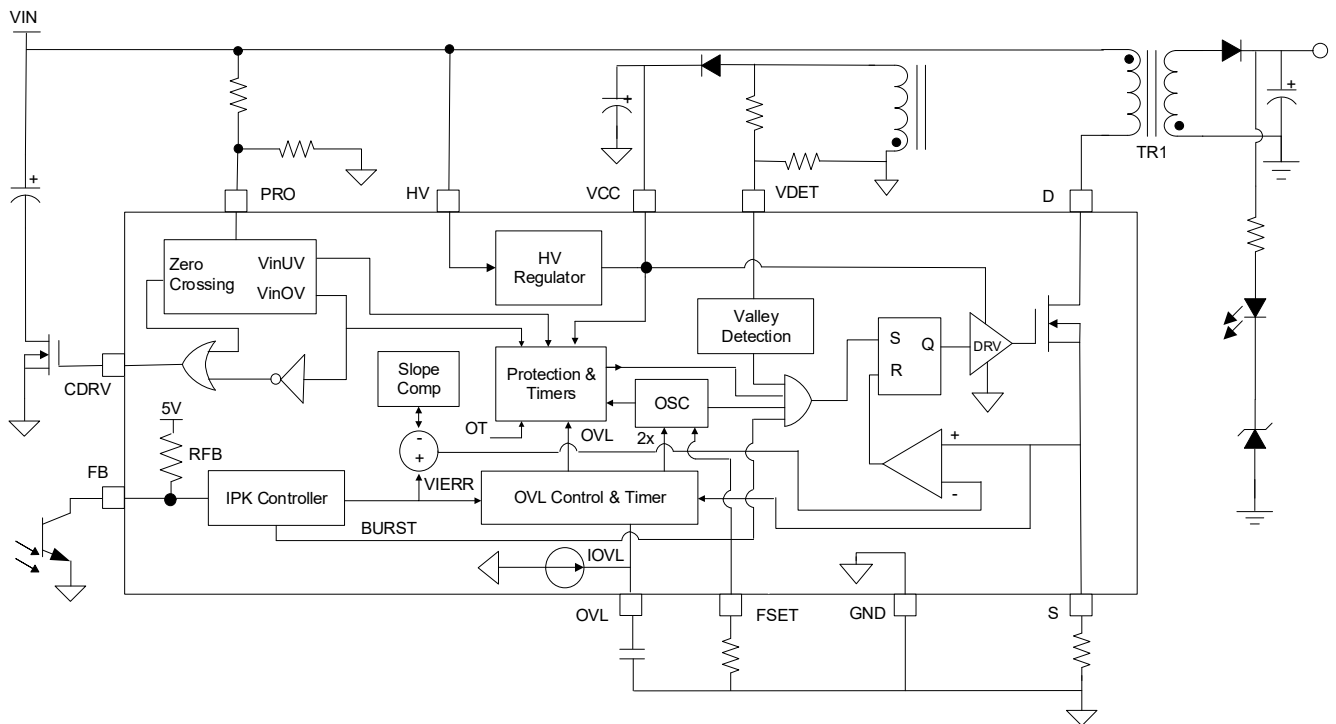 VIN
+
+
+
TR1
PRO
HV
VCC
VDET
D
Zero
Crossing
VinUV
VinOV
HV
Regulator
Valley
Detection
S
Q
R
DRV
CDRV
Slope
Comp
Protection &
Timers
OSC
5V
OT
OVL
2x
-
+
+
-
RFB
FB
VIERR
IPK Controller
OVL Control & Timer
BURST
IOVL
OVL
FSET
GND
S